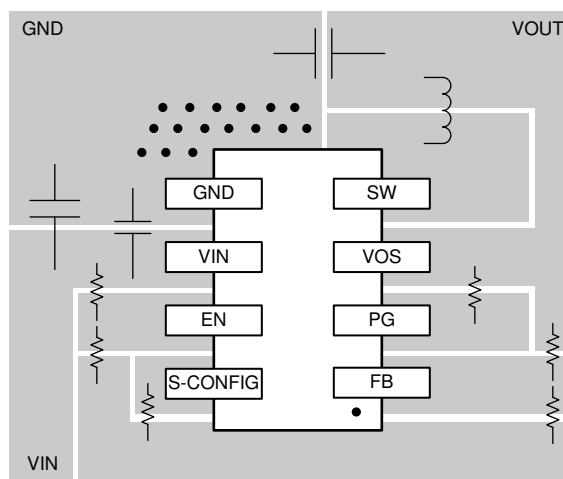 GND
VOUT
GND
SW
VIN
VOS
EN
PG
S-CONFIG
FB
VIN